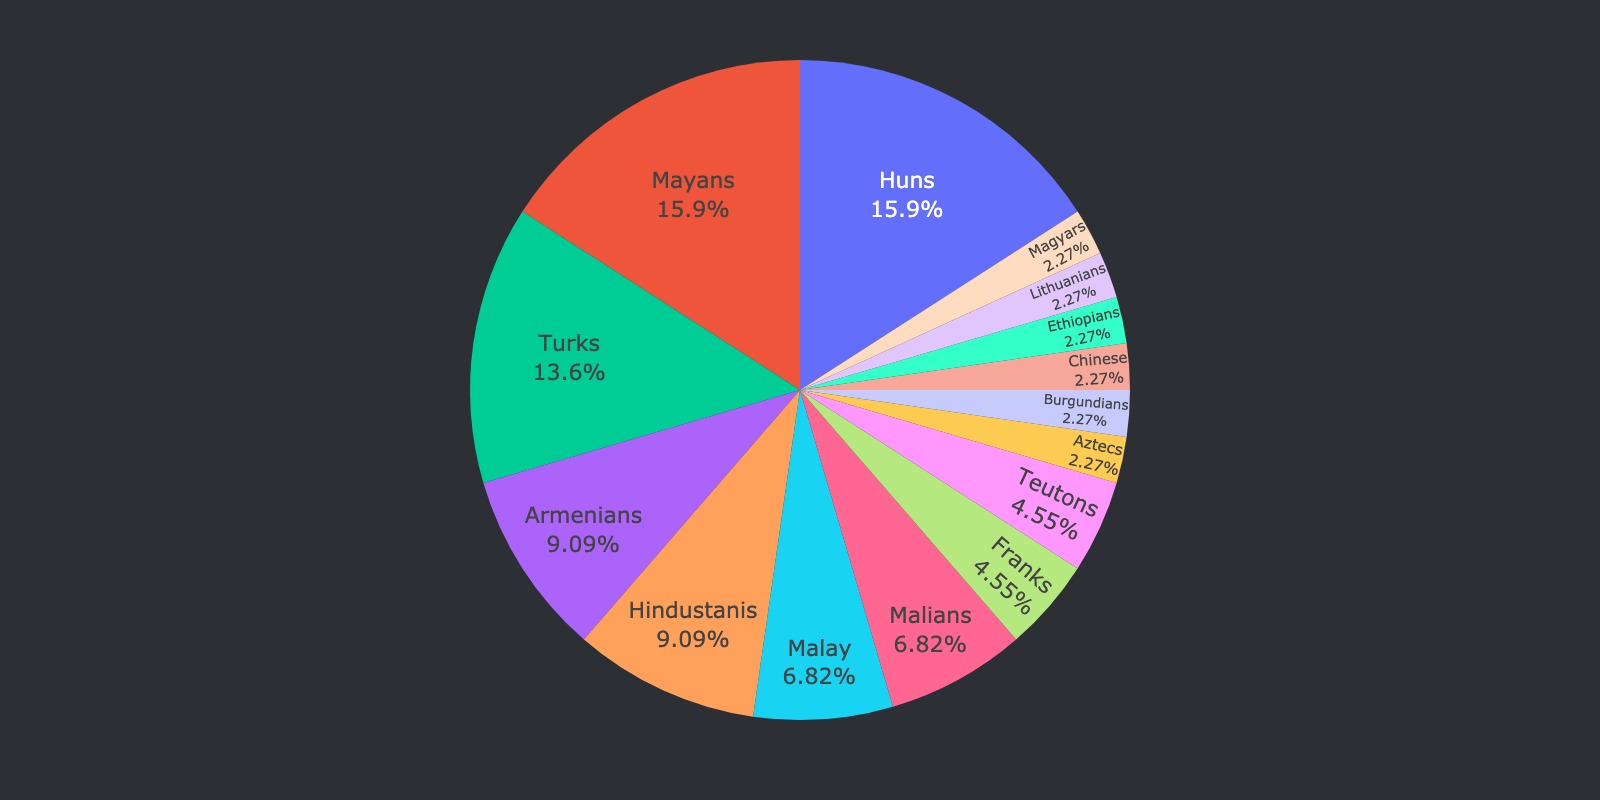 Mayans
15.9%
Huns
15.9%
Magyars
2.27%
Lithuanians
2.27%
Ethiopians
2.27%
Chinese
2.27%
Burgundians
2.27%
Aztecs
2.27%
Teutons
4.55%
Franks
4.55%
Malians
6.82%
Malay
6.82%
Hindustanis
9.09%
Armenians
9.09%
Turks
13.6%